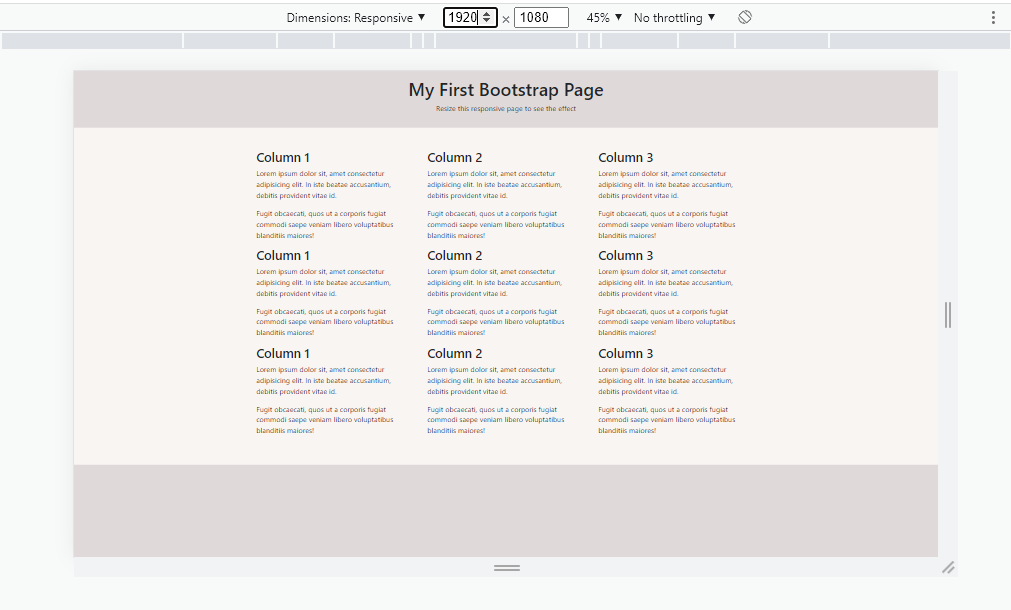 Dimensions: Responsive ▼ 1920 × 1080 45% ▼ No throttling ▼
My First Bootstrap Page
Resize this responsive page to see the effect
Column 1 Column 2 Column 3
Lorem ipsum dolor sit, amet consectetur Lorem ipsum dolor sit, amet consectetur Lorem ipsum dolor sit, amet consectetur
adipisicing elit. In iste beatae accusantium, adipisicing elit. In iste beatae accusantium, adipisicing elit. In iste beatae accusantium,
debitis provident vitae id. debitis provident vitae id. debitis provident vitae id.
Fugit obcaecati, quos ut a corporis fugiat Fugit obcaecati, quos ut a corporis fugiat Fugit obcaecati, quos ut a corporis fugiat
commodi saepe veniam libero voluptatibus commodi saepe veniam libero voluptatibus commodi saepe veniam libero voluptatibus
blanditiis maiores! blanditiis maiores! blanditiis maiores!
Column 1 Column 2 Column 3
Lorem ipsum dolor sit, amet consectetur Lorem ipsum dolor sit, amet consectetur Lorem ipsum dolor sit, amet consectetur
adipisicing elit. In iste beatae accusantium, adipisicing elit. In iste beatae accusantium, adipisicing elit. In iste beatae accusantium,
debitis provident vitae id. debitis provident vitae id. debitis provident vitae id.
Fugit obcaecati, quos ut a corporis fugiat Fugit obcaecati, quos ut a corporis fugiat Fugit obcaecati, quos ut a corporis fugiat
commodi saepe veniam libero voluptatibus commodi saepe veniam libero voluptatibus commodi saepe veniam libero voluptatibus
blanditiis maiores! blanditiis maiores! blanditiis maiores!
Column 1 Column 2 Column 3
Lorem ipsum dolor sit, amet consectetur Lorem ipsum dolor sit, amet consectetur Lorem ipsum dolor sit, amet consectetur
adipisicing elit. In iste beatae accusantium, adipisicing elit. In iste beatae accusantium, adipisicing elit. In iste beatae accusantium,
debitis provident vitae id. debitis provident vitae id. debitis provident vitae id.
Fugit obcaecati, quos ut a corporis fugiat Fugit obcaecati, quos ut a corporis fugiat Fugit obcaecati, quos ut a corporis fugiat
commodi saepe veniam libero voluptatibus commodi saepe veniam libero voluptatibus commodi saepe veniam libero voluptatibus
blanditiis maiores! blanditiis maiores! blanditiis maiores!